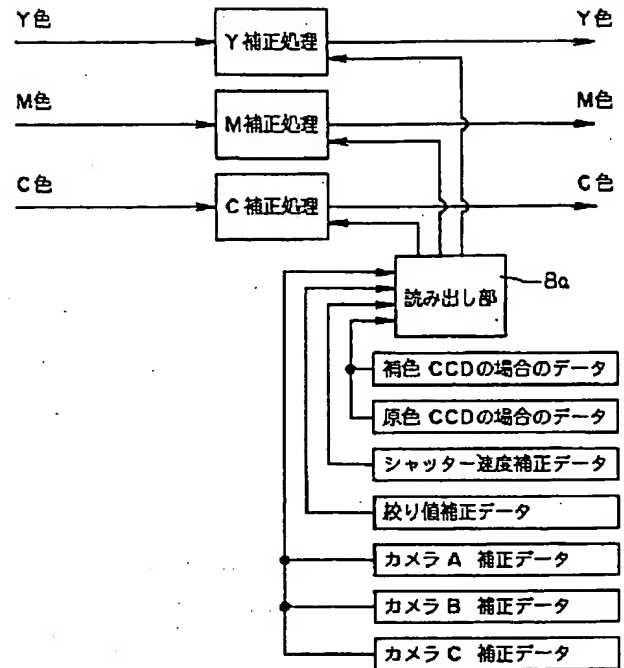 Y色
Y補正処理
Y色
M色
M補正処理
M色
C色
C補正処理
C色
読み出し部
8a
補色 CCDの場合のデータ
原色 CCDの場合のデータ
シャッター速度補正データ
絞り値補正データ
カメラ A 補正データ
カメラ B 補正データ
カメラ C 補正データ